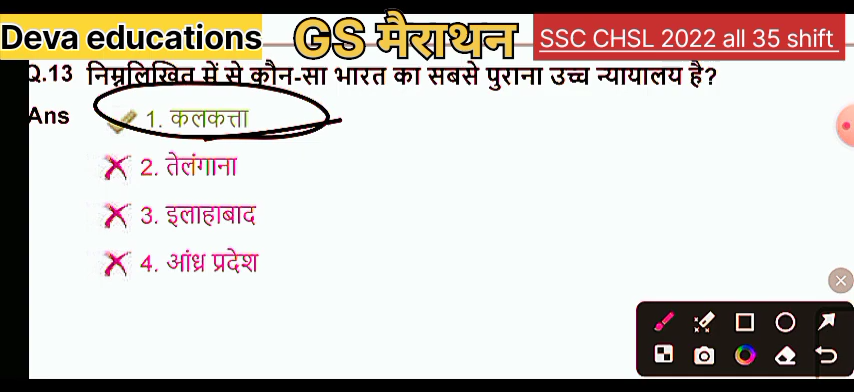 Deva educations GS मैराथन SSC CHSL 2022 all 35 shift
Q.13 निम्नलिखित में से कौन-सा भारत का सबसे पुराना उच्च न्यायालय है?
Ans 1. कलकत्ता
2. तेलंगाना
3. इलाहाबाद
4. आंध्र प्रदेश